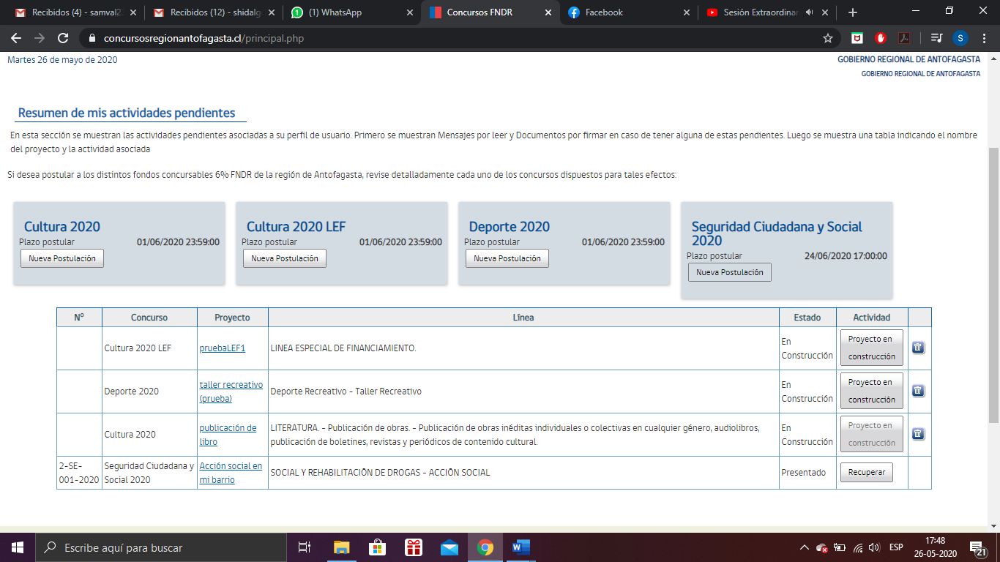 Recibidos (4) - samval2
Recibidos (12) - shidalg
(1) WhatsApp
Concursos FNDR
Facebook
Sesión Extraordinar
concursosregionantofagasta.cl/principal.php
S
Martes 26 de mayo de 2020
GOBIERNO REGIONAL DE ANTOFAGASTA
GOBIERNO REGIONAL DE ANTOFAGASTA
Resumen de mis actividades pendientes
En esta sección se muestran las actividades pendientes asociadas a su perfil de usuario. Primero se muestran Mensajes por leer y Documentos por firmar en caso de tener alguna de estas pendientes. Luego se muestra una tabla indicando el nombre
del proyecto y la actividad asociada
Si desea postular a los distintos fondos concursables 6% FNDR de la región de Antofagasta, revise detalladamente cada uno de los concursos dispuestos para tales efectos:
Cultura 2020
Plazo postular 01/06/2020 23:59:00
Nueva Postulación
Cultura 2020 LEF
Plazo postular 01/06/2020 23:59:00
Nueva Postulación
Deporte 2020
Plazo postular 01/06/2020 23:59:00
Nueva Postulación
Seguridad Ciudadana y Social
2020
Plazo postular 24/06/2020 17:00:00
Nueva Postulación
Nº Concurso Proyecto Línea Estado Actividad
Cultura 2020 LEF
pruebaLEF1
LINEA ESPECIAL DE FINANCIAMIENTO.
En
Construcción
Proyecto en
construcción
Deporte 2020
taller recreativo
(prueba)
Deporte Recreativo - Taller Recreativo
En
Construcción
Proyecto en
construcción
Cultura 2020
publicación de
libro
LITERATURA. - Publicación de obras. - Publicación de obras inéditas individuales o colectivas en cualquier género, audiolibros,
publicación de boletines, revistas y periódicos de contenido cultural.
En
Construcción
Proyecto en
construcción
2-SE-
001-2020
Seguridad Ciudadana y
Social 2020
Acción social en
mi barrio
SOCIAL Y REHABILITACIÓN DE DROGAS - ACCIÓN SOCIAL
Presentado
Recuperar
Escribe aquí para buscar
ESP
17:48
26-05-2020
21